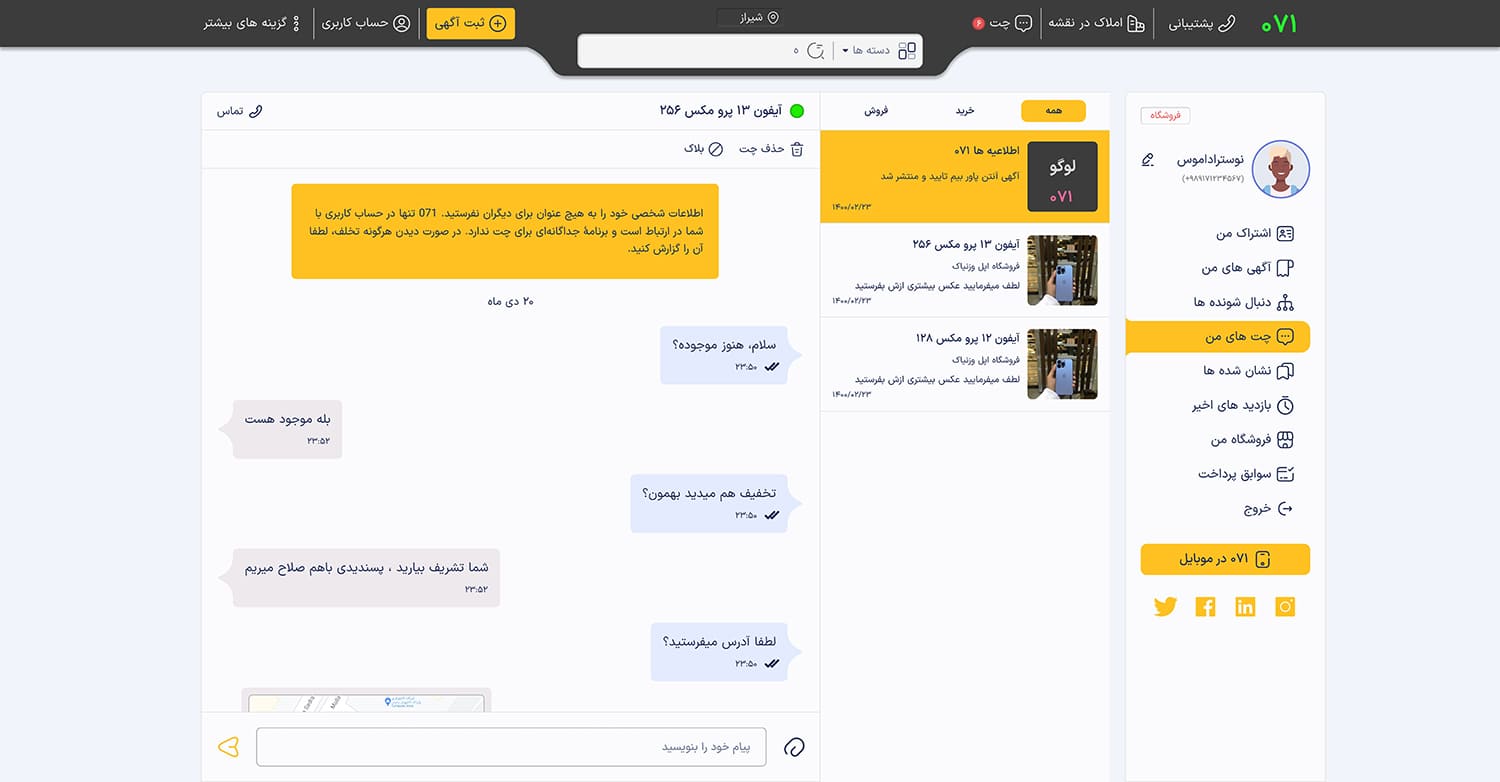 ۰۷۱
پشتیبانی
املاک در نقشه
چت ۶
شیراز
دسته ها
ثبت آگهی
حساب کاربری
گزینه های بیشتر
فروشگاه
نوستراداموس
(+۹۸۹۱۷۱۲۳۴۵۶۷)
اشتراک من
آگهی های من
دنبال شونده ها
چت های من
نشان شده ها
بازدید های اخیر
فروشگاه من
سوابق پرداخت
خروج
۰۷۱ در موبایل
همه
خرید
فروش
لوگو
۰۷۱
اطلاعیه ها ۰۷۱
آگهی آنتن پاور بیم تایید و منتشر شد
۱۴۰۰/۰۲/۲۳
آیفون ۱۳ پرو مکس ۲۵۶
فروشگاه اپل وزنیاک
لطف میفرمایید عکس بیشتری ازش بفرستید
۱۴۰۰/۰۲/۲۳
آیفون ۱۲ پرو مکس ۱۲۸
فروشگاه اپل وزنیاک
لطف میفرمایید عکس بیشتری ازش بفرستید
۱۴۰۰/۰۲/۲۳
آیفون ۱۳ پرو مکس ۲۵۶
تماس
حذف چت
بلاک
اطلاعات شخصی خود را به هیچ عنوان برای دیگران نفرستید. 071 تنها در حساب کاربری با
شما در ارتباط است و برنامهٔ جداگانه‌ای برای چت ندارد. در صورت دیدن هرگونه تخلف، لطفا
آن را گزارش کنید.
۲۰ دی ماه
سلام، هنوز موجوده؟
۲۳:۵۰
بله موجود هست
۲۳:۵۲
تخفیف هم میدید بهمون؟
۲۳:۵۰
شما تشریف بیارید ، پسندیدی باهم صلاح میریم
۲۳:۵۲
لطفا آدرس میفرستید؟
۲۳:۵۰
پیام خود را بنویسید